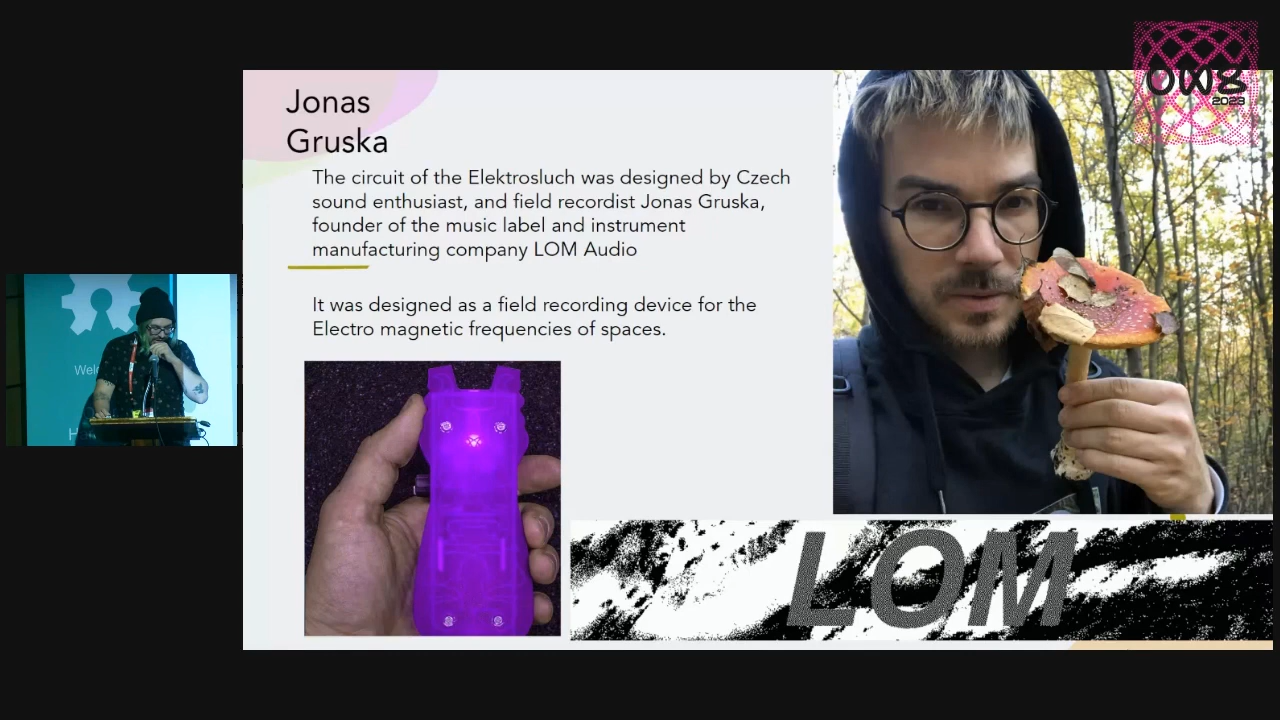 OWS
2023
Jonas
Gruska
The circuit of the Elektrosluch was designed by Czech
sound enthusiast, and field recordist Jonas Gruska,
founder of the music label and instrument
manufacturing company LOM Audio
It was designed as a field recording device for the
Electro magnetic frequencies of spaces.
LOM
Wel
H